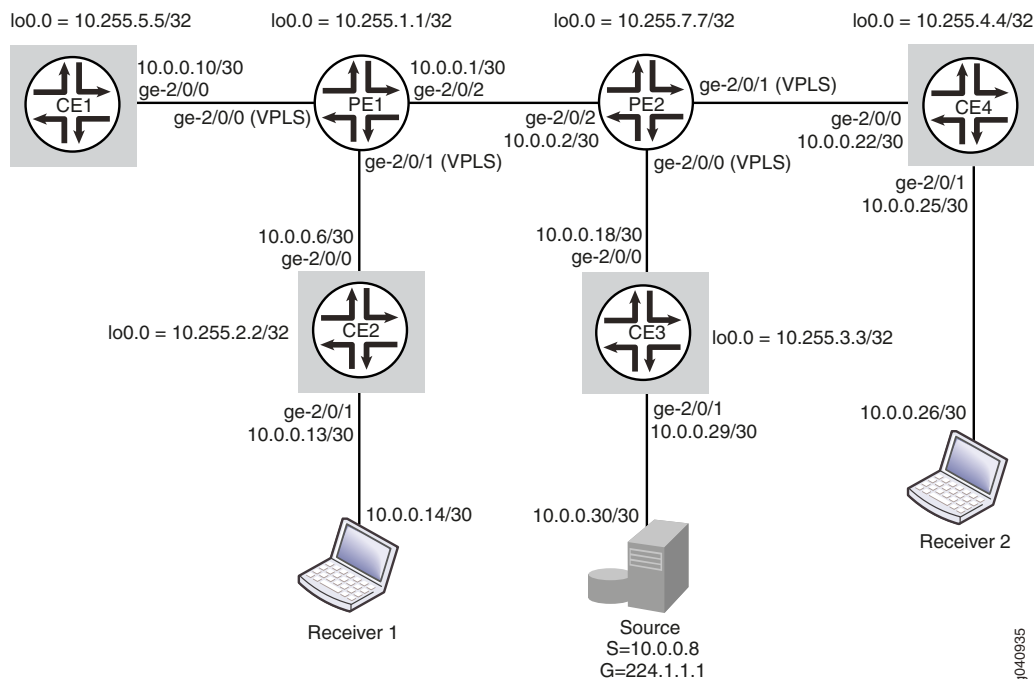 lo0.0 = 10.255.5.5/32
lo0.0 = 10.255.1.1/32
lo0.0 = 10.255.7.7/32
lo0.0 = 10.255.4.4/32
CE1
10.0.0.10/30
ge-2/0/0
ge-2/0/0 (VPLS)
PE1
10.0.0.1/30
ge-2/0/2
ge-2/0/1 (VPLS)
ge-2/0/2
10.0.0.2/30
PE2
ge-2/0/1 (VPLS)
ge-2/0/0 (VPLS)
ge-2/0/0
10.0.0.22/30
CE4
ge-2/0/1
10.0.0.25/30
10.0.0.6/30
ge-2/0/0
10.0.0.18/30
ge-2/0/0
lo0.0 = 10.255.2.2/32
CE2
CE3
lo0.0 = 10.255.3.3/32
ge-2/0/1
10.0.0.13/30
ge-2/0/1
10.0.0.29/30
10.0.0.26/30
10.0.0.14/30
10.0.0.30/30
Receiver 2
Receiver 1
Source
S=10.0.0.8
G=224.1.1.1
g040935